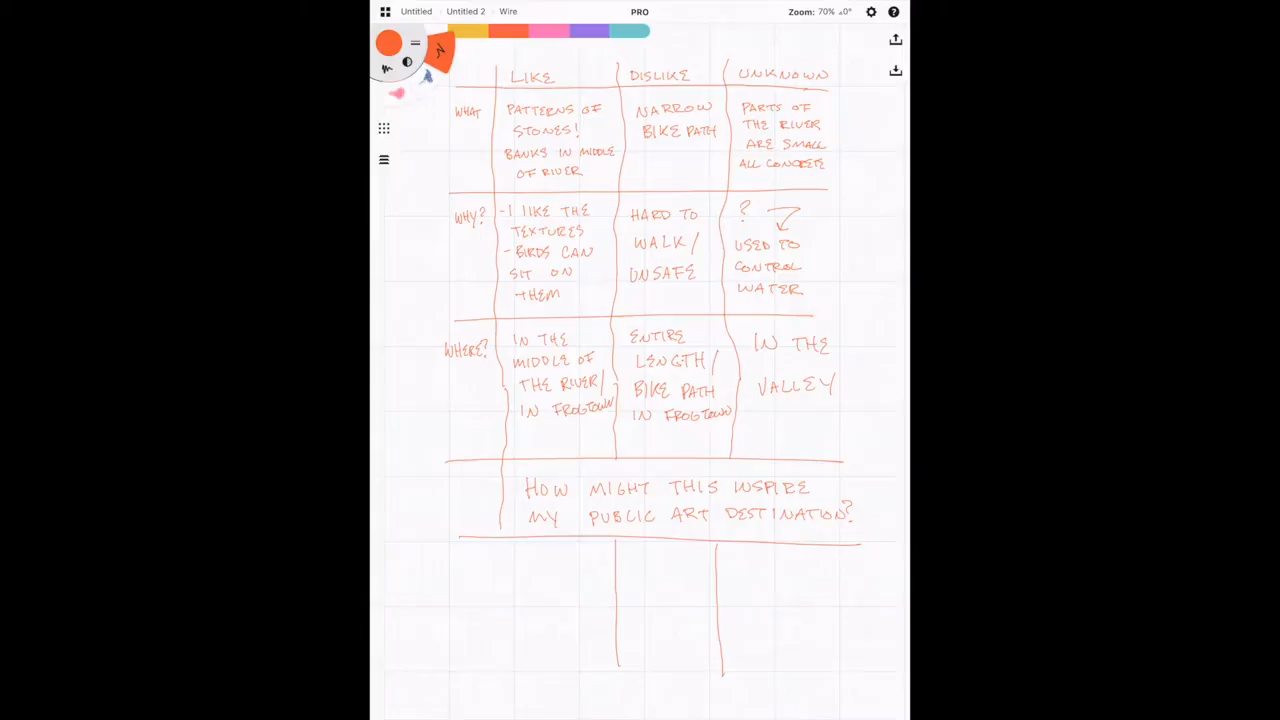 Untitled Untitled 2 Wire PRO Zoom: 70% ⊿0°
LIKE DISLIKE UNKNOWN
WHAT
PATTERNS OF
STONES!
BANKS IN MIDDLE
OF RIVER
NARROW
BIKE PATH
PARTS OF
THE RIVER
ARE SMALL
ALL CONCRETE
WHY?
-I LIKE THE
TEXTURES
-BIRDS CAN
SIT ON
THEM
HARD TO
WALK/
UNSAFE
?
USED TO
CONTROL
WATER
WHERE?
IN THE
MIDDLE OF
THE RIVER/
IN FROGTOWN
ENTIRE
LENGTH/
BIKE PATH
IN FROGTOWN
IN THE
VALLEY
HOW MIGHT THIS INSPIRE
MY PUBLIC ART DESTINATION?